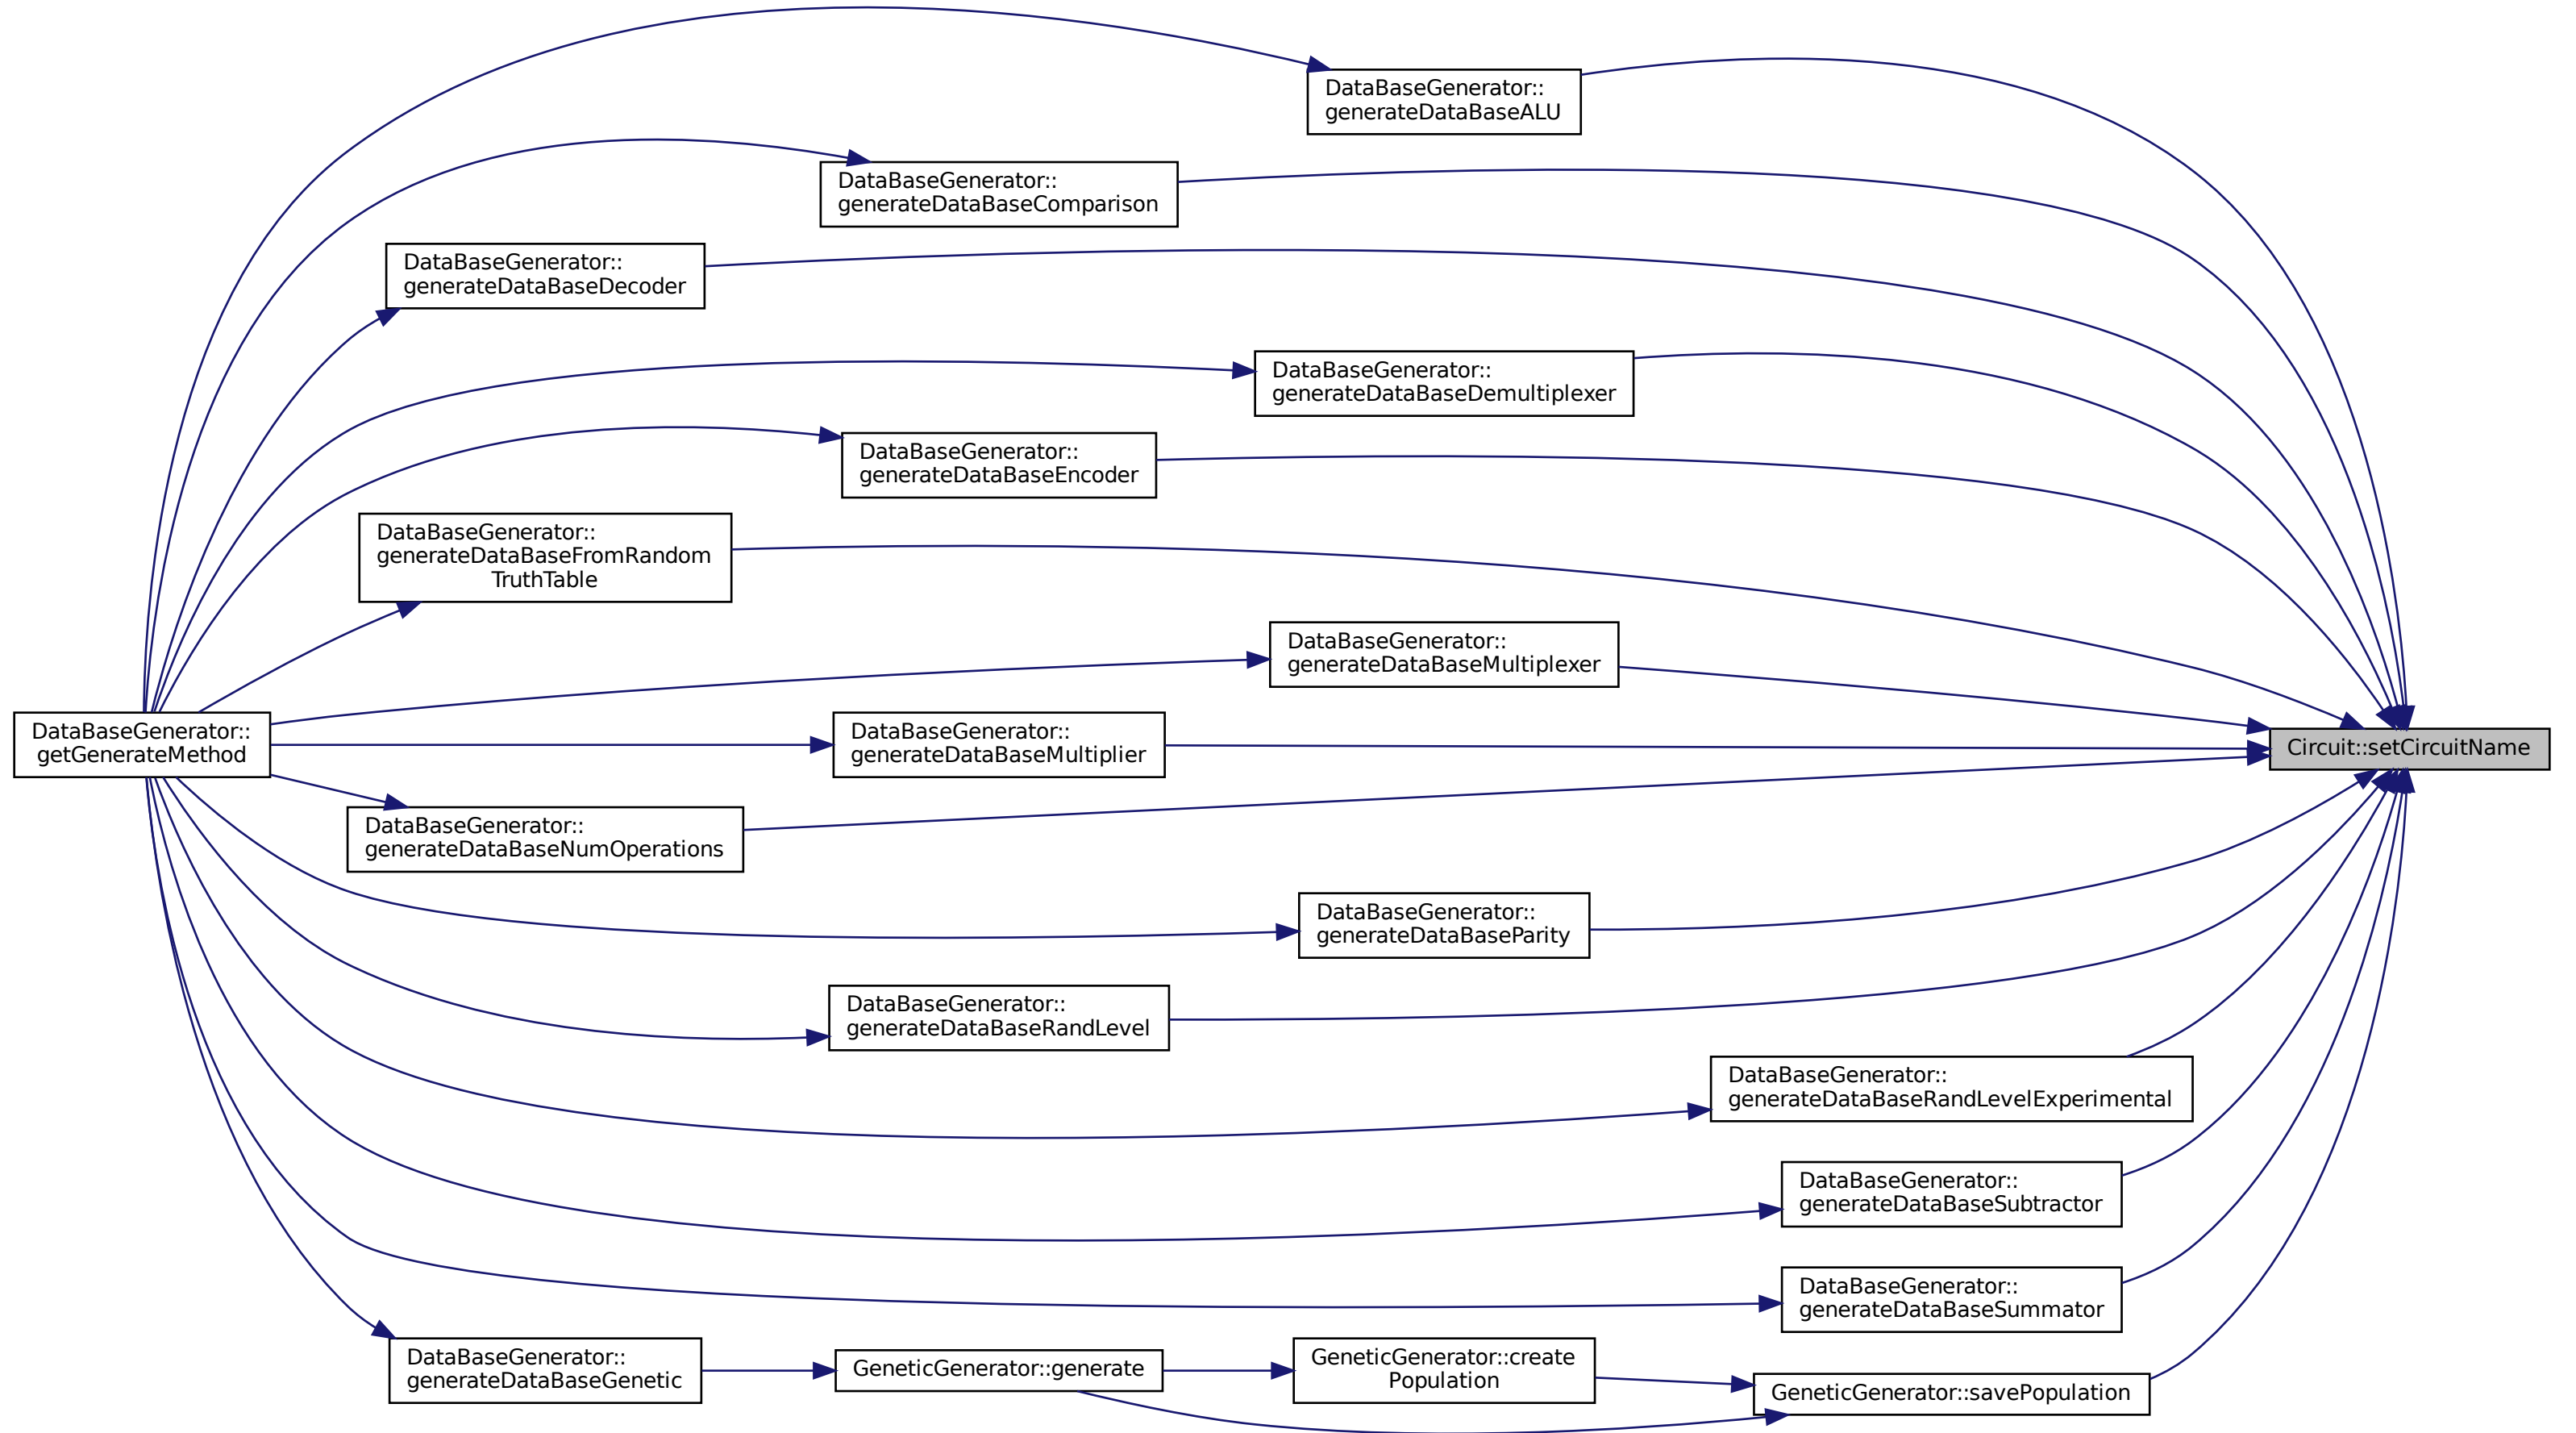 DataBaseGenerator::
generateDataBaseALU
DataBaseGenerator::
generateDataBaseComparison
DataBaseGenerator::
generateDataBaseDecoder
DataBaseGenerator::
generateDataBaseDemultiplexer
DataBaseGenerator::
generateDataBaseEncoder
DataBaseGenerator::
generateDataBaseFromRandom
TruthTable
DataBaseGenerator::
generateDataBaseMultiplexer
DataBaseGenerator::
getGenerateMethod
DataBaseGenerator::
generateDataBaseMultiplier
Circuit::setCircuitName
DataBaseGenerator::
generateDataBaseNumOperations
DataBaseGenerator::
generateDataBaseParity
DataBaseGenerator::
generateDataBaseRandLevel
DataBaseGenerator::
generateDataBaseRandLevelExperimental
DataBaseGenerator::
generateDataBaseSubtractor
DataBaseGenerator::
generateDataBaseSummator
DataBaseGenerator::
generateDataBaseGenetic
GeneticGenerator::generate
GeneticGenerator::create
Population
GeneticGenerator::savePopulation